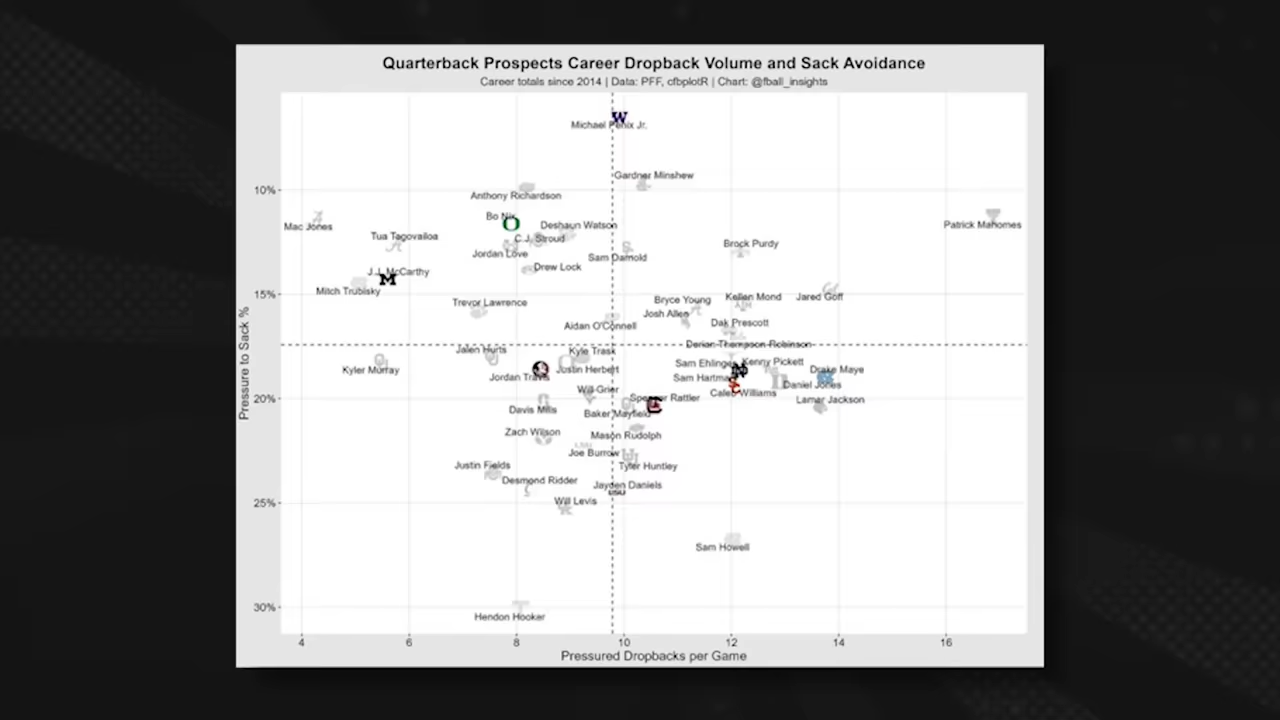 Quarterback Prospects Career Dropback Volume and Sack Avoidance
Career totals since 2014 | Data: PFF, cfbplotR | Chart: @fball_insights
W
Michael Penix Jr.
Gardner Minshew
10%
Anthony Richardson
Bo Nix
O
Mac Jones
Deshaun Watson
Patrick Mahomes
Tua Tagovailoa
C.J. Stroud
Brock Purdy
Jordan Love
Sam Darnold
Drew Lock
J.J. McCarthy
M
Mitch Trubisky
15%
Trevor Lawrence
Bryce Young
Kellen Mond
Jared Goff
Josh Allen
Aidan O'Connell
Dak Prescott
Dorian Thompson-Robinson
Jalen Hurts
Kyle Trask
Kyler Murray
Justin Herbert
Sam Ehlinger
Kenny Pickett
Drake Maye
Jordan Travis
Sam Hartman
Daniel Jones
Will Grier
Caleb Williams
Spencer Rattler
Lamar Jackson
20%
Davis Mills
Baker Mayfield
Zach Wilson
Mason Rudolph
Joe Burrow
Justin Fields
Tyler Huntley
Desmond Ridder
Jayden Daniels
LSU
25%
Will Levis
Sam Howell
30%
Hendon Hooker
Pressure to Sack %
4 6 8 10 12 14 16
Pressured Dropbacks per Game